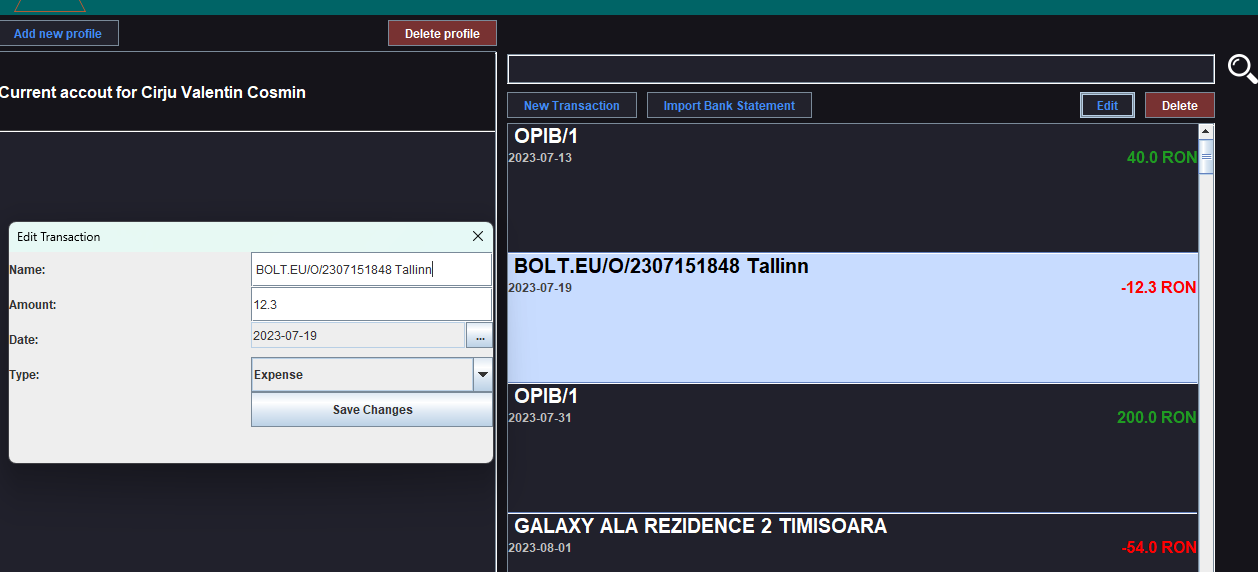 Add new profile
Delete profile
Current accout for Cirju Valentin Cosmin
New Transaction
Import Bank Statement
Edit
Delete
OPIB/1
2023-07-13
40.0 RON
BOLT.EU/O/2307151848 Tallinn
2023-07-19
-12.3 RON
OPIB/1
2023-07-31
200.0 RON
GALAXY ALA REZIDENCE 2 TIMISOARA
2023-08-01
-54.0 RON
Edit Transaction
Name:
BOLT.EU/O/2307151848 Tallinn
Amount:
12.3
Date:
2023-07-19
...
Type:
Expense
Save Changes